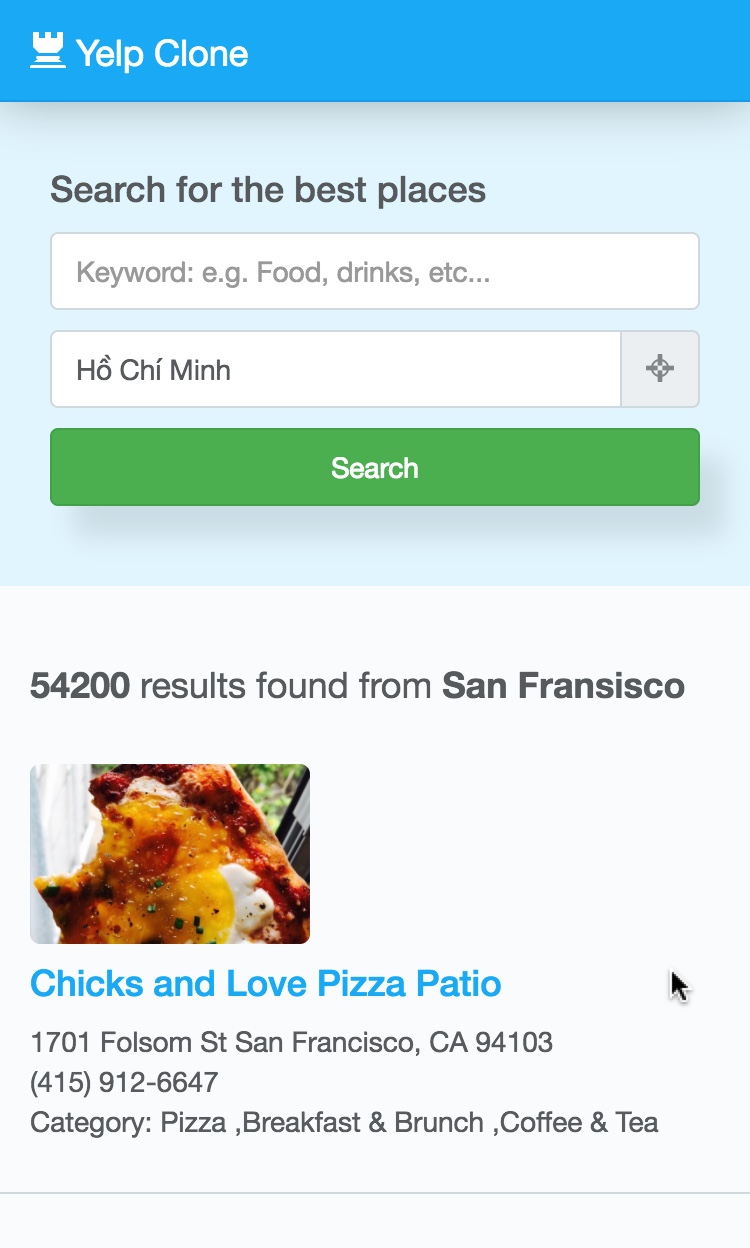 Yelp Clone
Search for the best places
Keyword: e.g. Food, drinks, etc...
Hồ Chí Minh
Search
54200 results found from San Fransisco
Chicks and Love Pizza Patio
1701 Folsom St San Francisco, CA 94103
(415) 912-6647
Category: Pizza ,Breakfast & Brunch ,Coffee & Tea